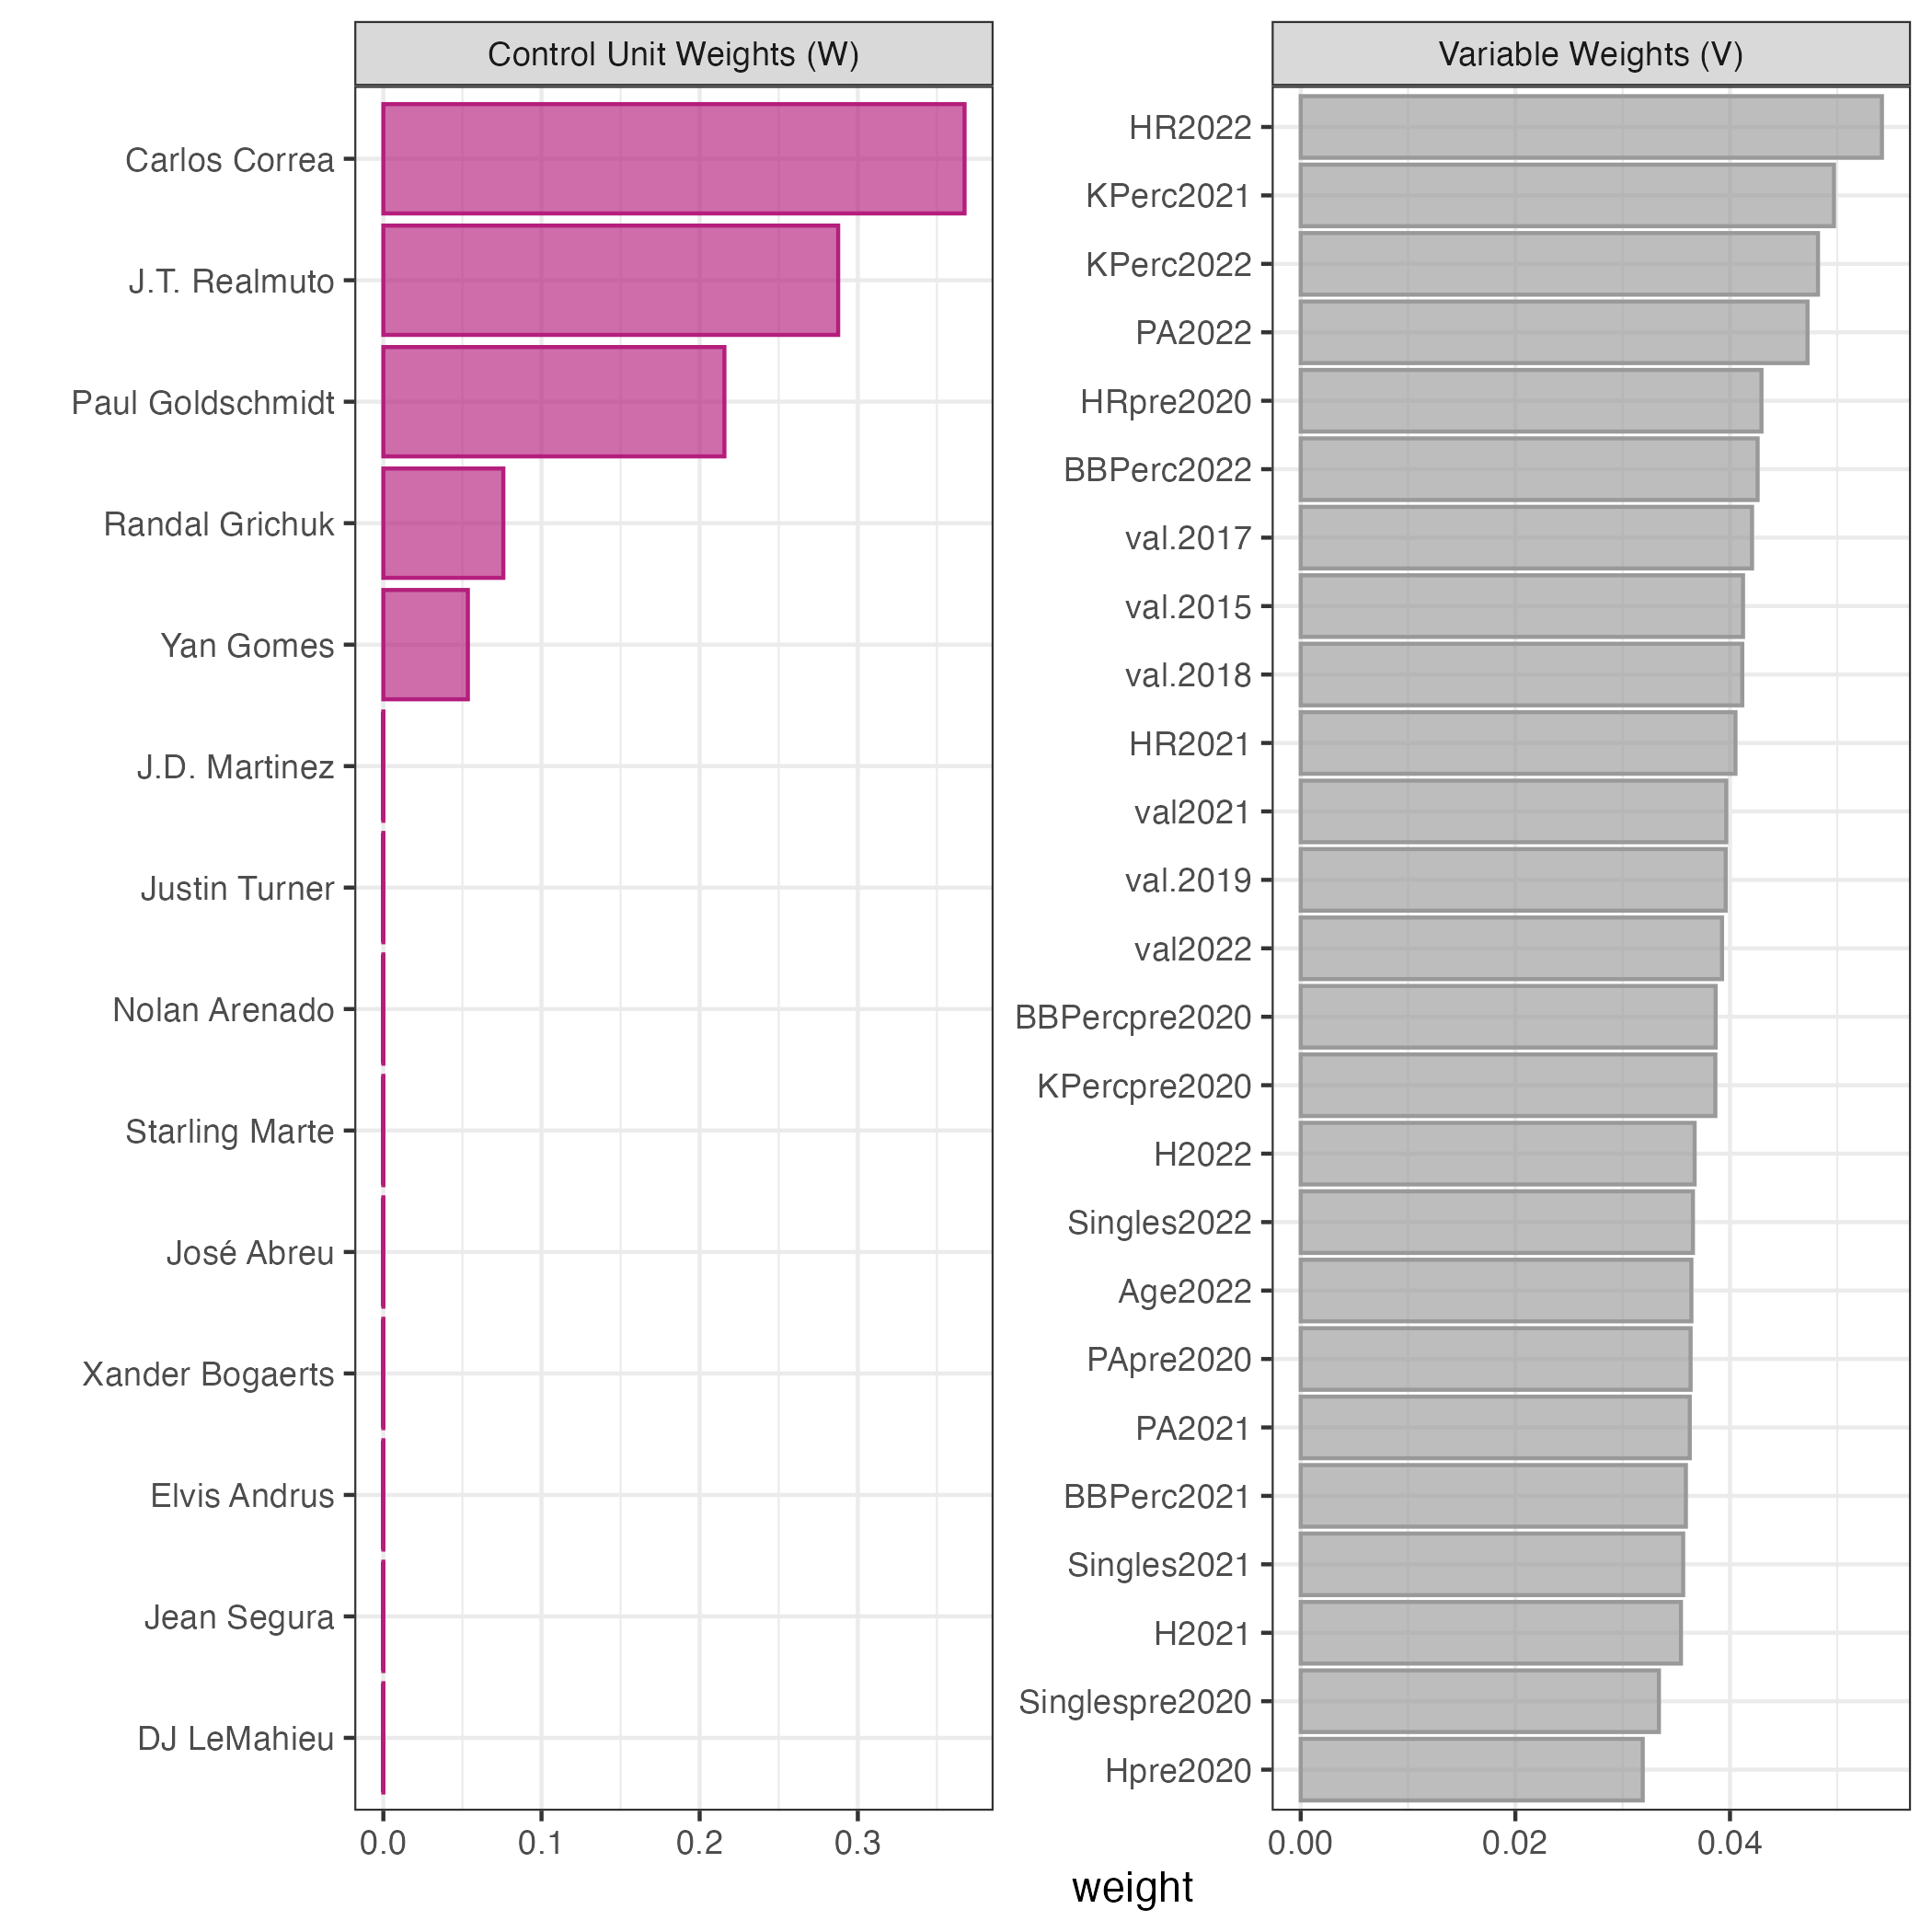 Control Unit Weights (W)
Carlos Correa
J.T. Realmuto
Paul Goldschmidt
Randal Grichuk
Yan Gomes
J.D. Martinez
Justin Turner
Nolan Arenado
Starling Marte
José Abreu
Xander Bogaerts
Elvis Andrus
Jean Segura
DJ LeMahieu
0.0 0.1 0.2 0.3
Variable Weights (V)
HR2022
KPerc2021
KPerc2022
PA2022
HRpre2020
BBPerc2022
val.2017
val.2015
val.2018
HR2021
val2021
val.2019
val2022
BBPercpre2020
KPercpre2020
H2022
Singles2022
Age2022
PApre2020
PA2021
BBPerc2021
Singles2021
H2021
Singlespre2020
Hpre2020
0.00 0.02 0.04
weight